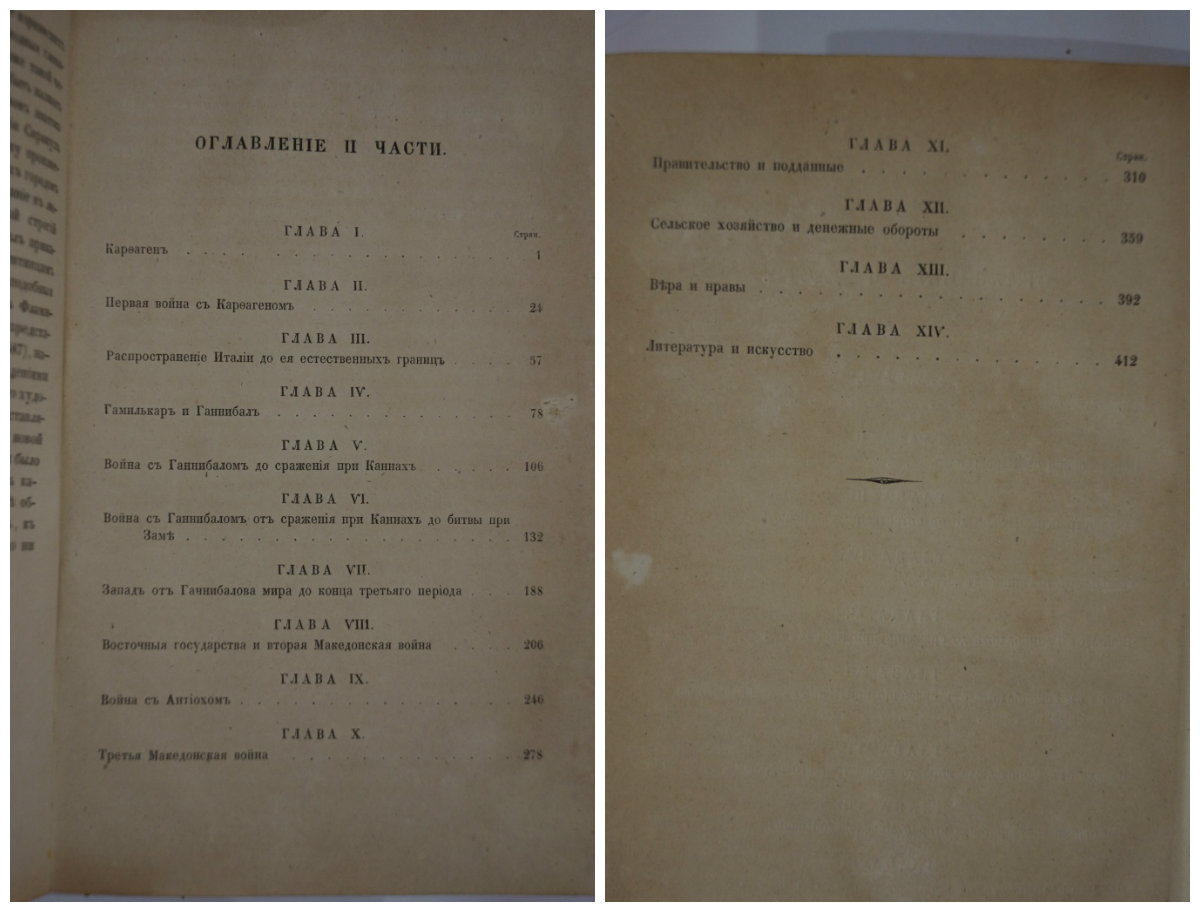 ОГЛАВЛЕНІЕ II ЧАСТИ.
ГЛАВА I.
Стран.
Карѳагенъ . . . . . . . . . . . . . . . . . 1
ГЛАВА II.
Первая война съ Карѳагеномъ . . . . . . . . . . . 24
ГЛАВА III.
Распространеніе Италіи до ея естественныхъ границъ . . . . 57
ГЛАВА IV.
Гамилькаръ и Ганнибалъ . . . . . . . . . . . . . 78
ГЛАВА V.
Война съ Ганнибаломъ до сраженія при Каннахъ . . . . . 106
ГЛАВА VI.
Война съ Ганнибаломъ отъ сраженія при Каннахъ до битвы при
Замѣ . . . . . . . . . . . . . . . . . . 132
ГЛАВА VII.
Западъ отъ Ганнибалова мира до конца третьяго періода . . . 188
ГЛАВА VIII.
Восточныя государства и вторая Македонская война . . . . 206
ГЛАВА IX.
Война съ Антіохомъ . . . . . . . . . . . . . . . 246
ГЛАВА X.
Третья Македонская война . . . . . . . . . . . . . 278
ГЛАВА XI.
Стран.
Правительство и подданные . . . . . . . . . . . . . 310
ГЛАВА XII.
Сельское хозяйство и денежные обороты . . . . . . . . 359
ГЛАВА XIII.
Вѣра и нравы . . . . . . . . . . . . . . . . . . 392
ГЛАВА XIV.
Литература и искусство . . . . . . . . . . . . . . 412